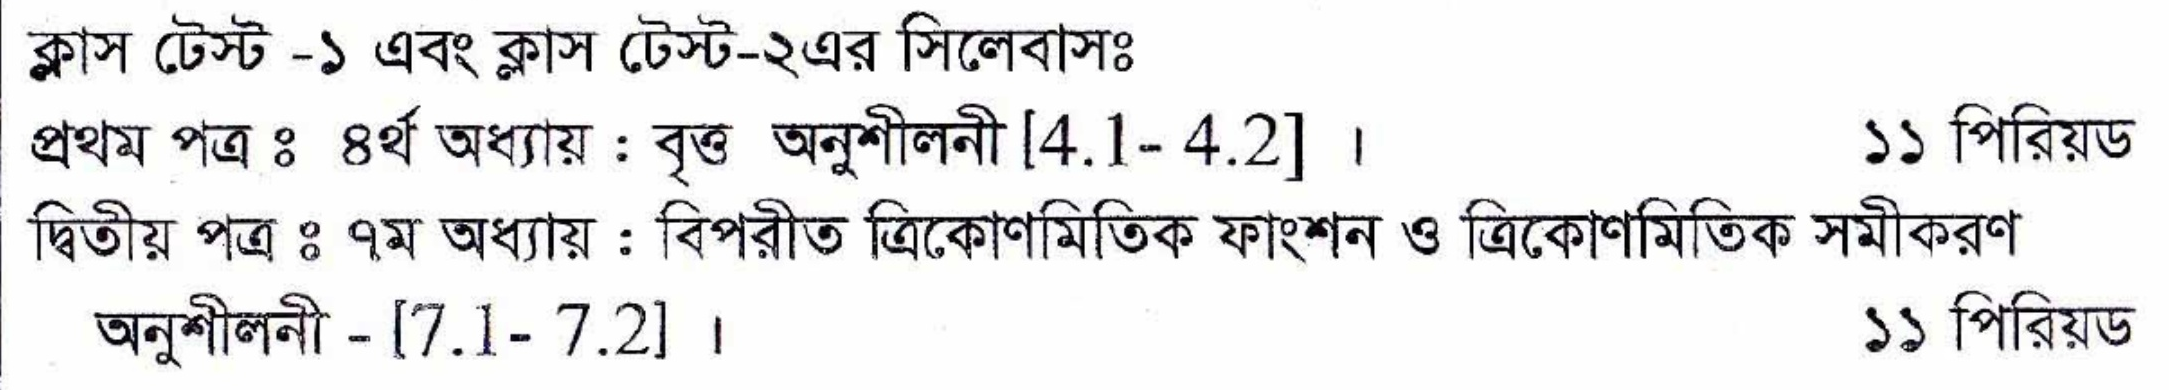 ক্লাস টেস্ট -১ এবং ক্লাস টেস্ট-২এর সিলেবাসঃ
প্রথম পত্র ঃ ৪র্থ অধ্যায় : বৃত্ত অনুশীলনী [4.1- 4.2] । ১১ পিরিয়ড
দ্বিতীয় পত্র ঃ ৭ম অধ্যায় : বিপরীত ত্রিকোণমিতিক ফাংশন ও ত্রিকোণমিতিক সমীকরণ
অনুশীলনী - [7.1- 7.2] । ১১ পিরিয়ড